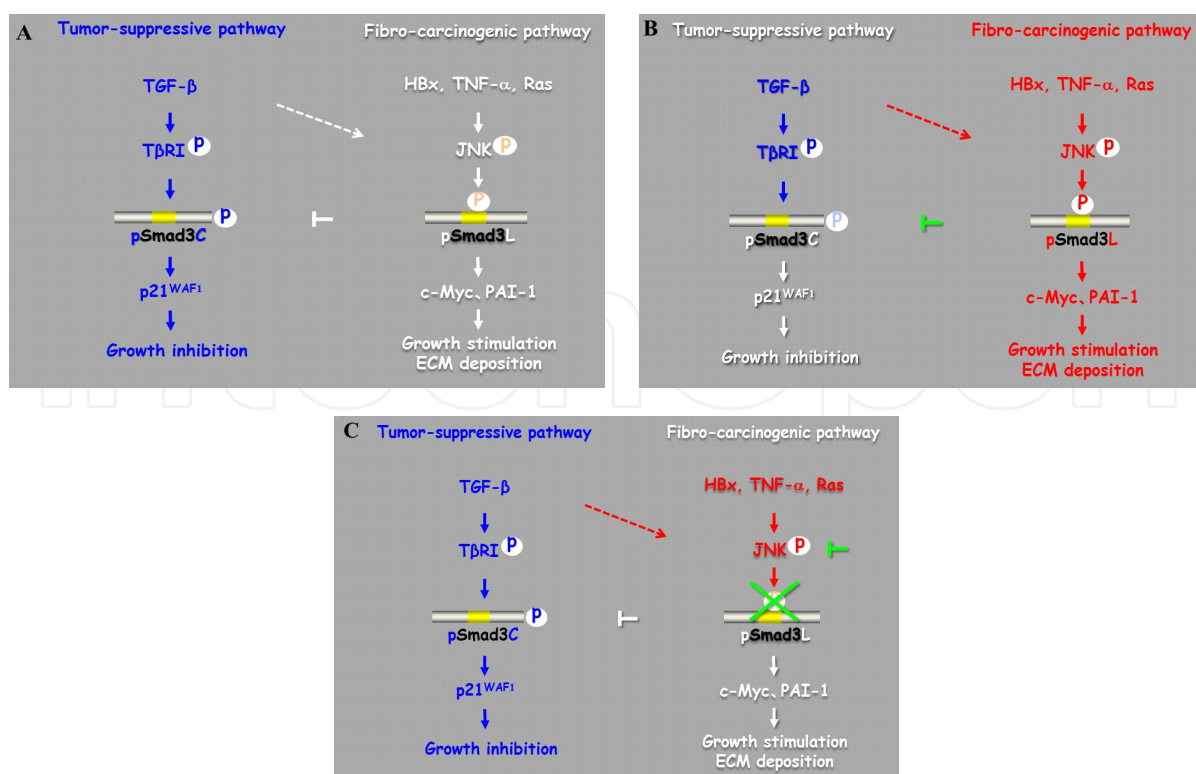 A
Tumor-suppressive pathway
Fibro-carcinogenic pathway
TGF-β
HBx, TNF-α, Ras
TβRI P
JNK P
P
P
pSmad3C
pSmad3L
p21WAF1
c-Myc、PAI-1
Growth inhibition
Growth stimulation
ECM deposition
B
Tumor-suppressive pathway
Fibro-carcinogenic pathway
TGF-β
HBx, TNF-α, Ras
TβRI P
JNK P
P
P
pSmad3C
pSmad3L
p21WAF1
c-Myc、PAI-1
Growth inhibition
Growth stimulation
ECM deposition
C
Tumor-suppressive pathway
Fibro-carcinogenic pathway
TGF-β
HBx, TNF-α, Ras
TβRI P
JNK P
P
pSmad3C
pSmad3L
p21WAF1
c-Myc、PAI-1
Growth inhibition
Growth stimulation
ECM deposition